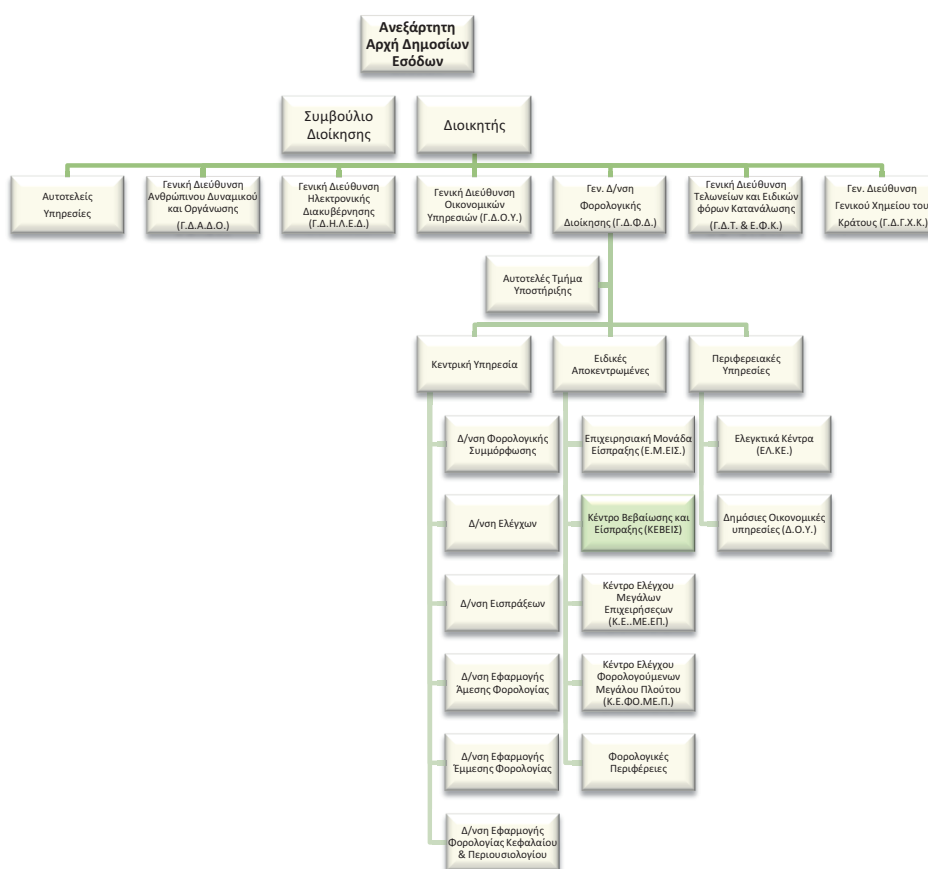 Ανεξάρτητη
Αρχή Δημοσίων
Εσόδων
Συμβούλιο
Διοίκησης
Διοικητής
Αυτοτελείς
Υπηρεσίες
Γενική Διεύθυνση
Ανθρώπινου Δυναμικού
και Οργάνωσης
(Γ.Δ.Α.Δ.Ο.)
Γενική Διεύθυνση
Ηλεκτρονικής
Διακυβέρνησης
(Γ.Δ.Η.Λ.Ε.Δ.)
Γενική Διεύθυνση
Οικονομικών
Υπηρεσιών (Γ.Δ.Ο.Υ.)
Γεν. Δ/νση
Φορολογικής
Διοίκησης (Γ.Δ.Φ.Δ.)
Γενική Διεύθυνση
Τελωνείων και Ειδικών
φόρων Κατανάλωσης
(Γ.Δ.Τ. & Ε.Φ.Κ.)
Γεν. Διεύθυνση
Γενικού Χημείου του
Κράτους (Γ.Δ.Γ.Χ.Κ.)
Αυτοτελές Τμήμα
Υποστήριξης
Κεντρική Υπηρεσία
Ειδικές
Αποκεντρωμένες
Περιφερειακές
Υπηρεσίες
Δ/νση Φορολογικής
Συμμόρφωσης
Επιχειρησιακή Μονάδα
Είσπραξης (Ε.Μ.ΕΙΣ.)
Ελεγκτικά Κέντρα
(ΕΛ.ΚΕ.)
Δ/νση Ελέγχων
Κέντρο Βεβαίωσης και
Είσπραξης (ΚΕΒΕΙΣ)
Δημόσιες Οικονομικές
υπηρεσίες (Δ.Ο.Υ.)
Δ/νση Εισπράξεων
Κέντρο Ελέγχου
Μεγάλων
Επιχειρήσεςων
(Κ.Ε..ΜΕ.ΕΠ.)
Δ/νση Εφαρμογής
Άμεσης Φορολογίας
Κέντρο Ελέγχου
Φορολογούμενων
Μεγάλου Πλούτου
(Κ.Ε.ΦΟ.ΜΕ.Π.)
Δ/νση Εφαρμογής
Έμμεσης Φορολογίας
Φορολογικές
Περιφέρειες
Δ/νση Εφαρμογής
Φορολογίας Κεφαλαίου
& Περιουσιολογίου